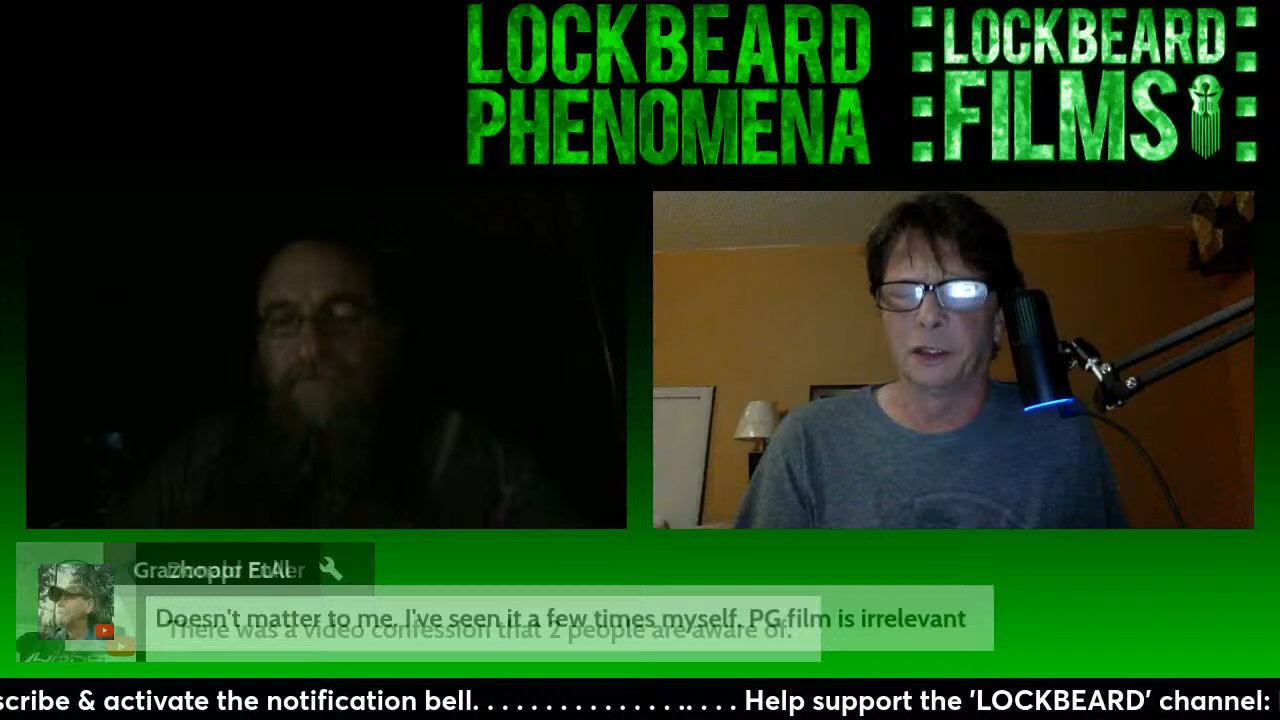 LOCKBEARD
PHENOMENA
LOCKBEARD
FILMS
Doesn't matter to me. I've seen it a few times myself. PG film is irrelevant
There was a video confession that 2 people are aware of.
scribe & activate the notification bell. . . . . . . . . . . . . . . .. . . . . Help support the 'LOCKBEARD' channel: